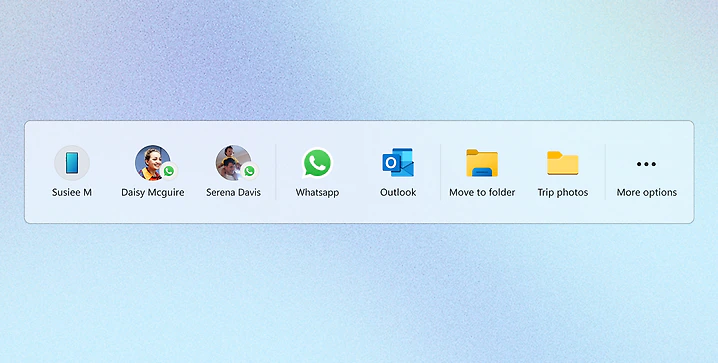 Susiee M
Daisy Mcguire
Serena Davis
Whatsapp
Outlook
Move to folder
Trip photos
More options